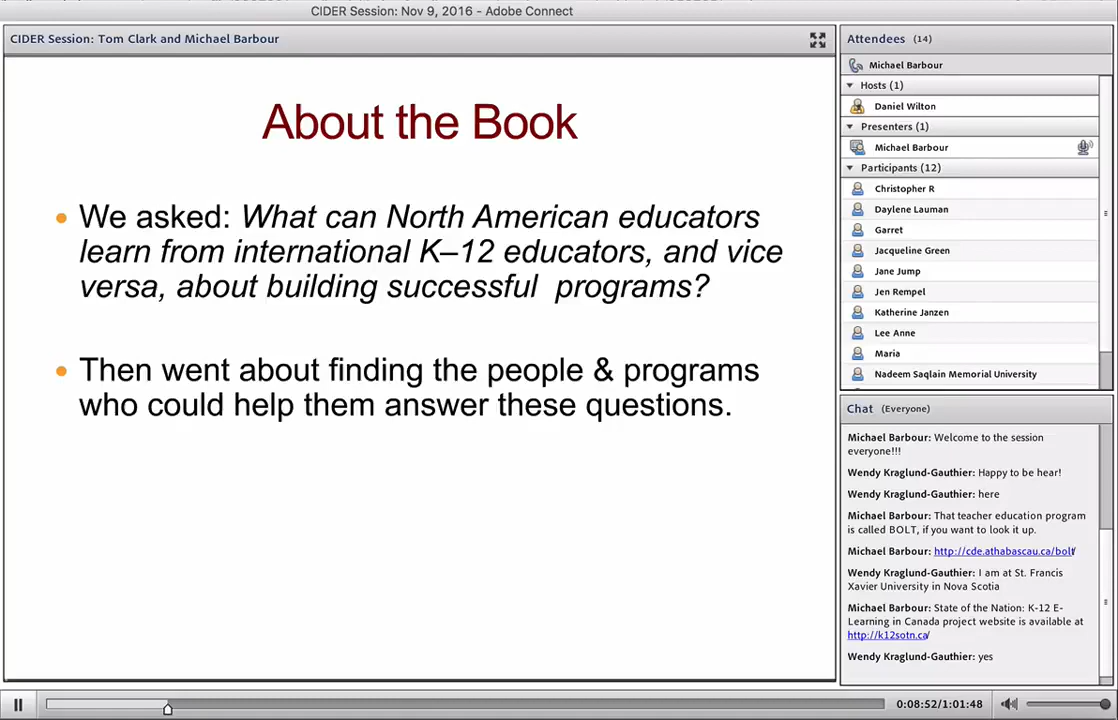 CIDER Session: Nov 9, 2016 - Adobe Connect
CIDER Session: Tom Clark and Michael Barbour
About the Book
• We asked: What can North American educators
learn from international K–12 educators, and vice
versa, about building successful  programs?
• Then went about finding the people & programs
who could help them answer these questions.
Attendees (14)
Michael Barbour
Hosts (1)
Daniel Wilton
Presenters (1)
Michael Barbour
Participants (12)
Christopher R
Daylene Lauman
Garret
Jacqueline Green
Jane Jump
Jen Rempel
Katherine Janzen
Lee Anne
Maria
Nadeem Saqlain Memorial University
Chat (Everyone)
Michael Barbour: Welcome to the session
everyone!!!
Wendy Kraglund-Gauthier: Happy to be hear!
Wendy Kraglund-Gauthier: here
Michael Barbour: That teacher education program
is called BOLT, if you want to look it up.
Michael Barbour: http://cde.athabascau.ca/bolt/
Wendy Kraglund-Gauthier: I am at St. Francis
Xavier University in Nova Scotia
Michael Barbour: State of the Nation: K-12 E-
Learning in Canada project website is available at
http://k12sotn.ca/
Wendy Kraglund-Gauthier: yes
0:08:52/1:01:48